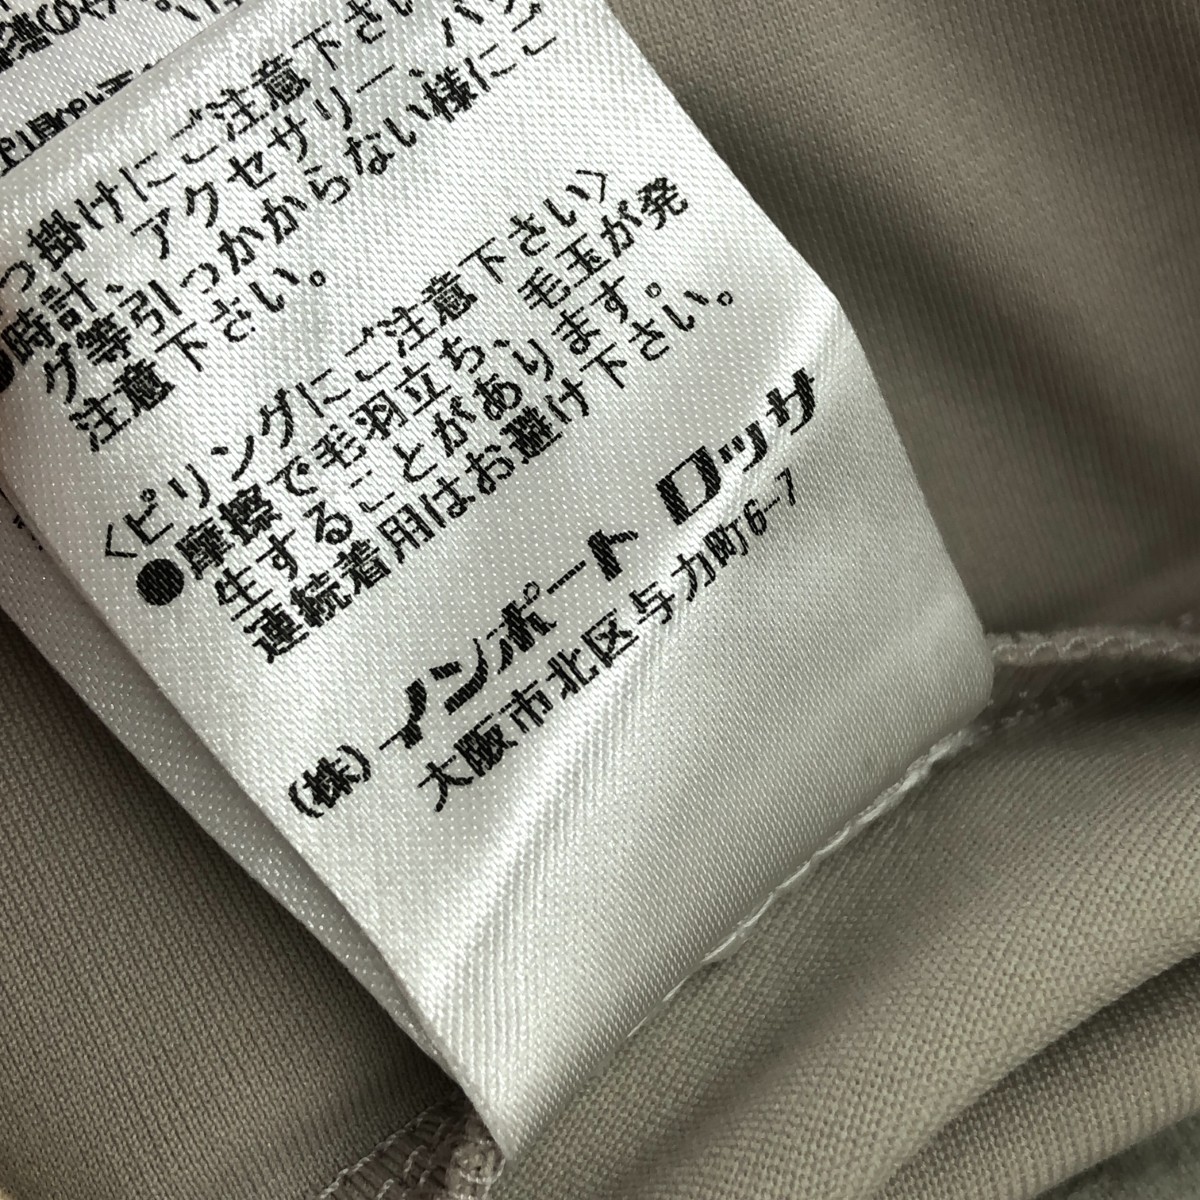 っ掛けにご注意下さい
●時計、アクセサリー、バッ
グ等引っかからない様にご
注意下さい。
〈ピリングにご注意下さい〉
●摩擦で毛羽立ち、毛玉が発
生することがあります。
連続着用はお避け下さい。
(株)インポート ロッサ
大阪市北区与力町6-7